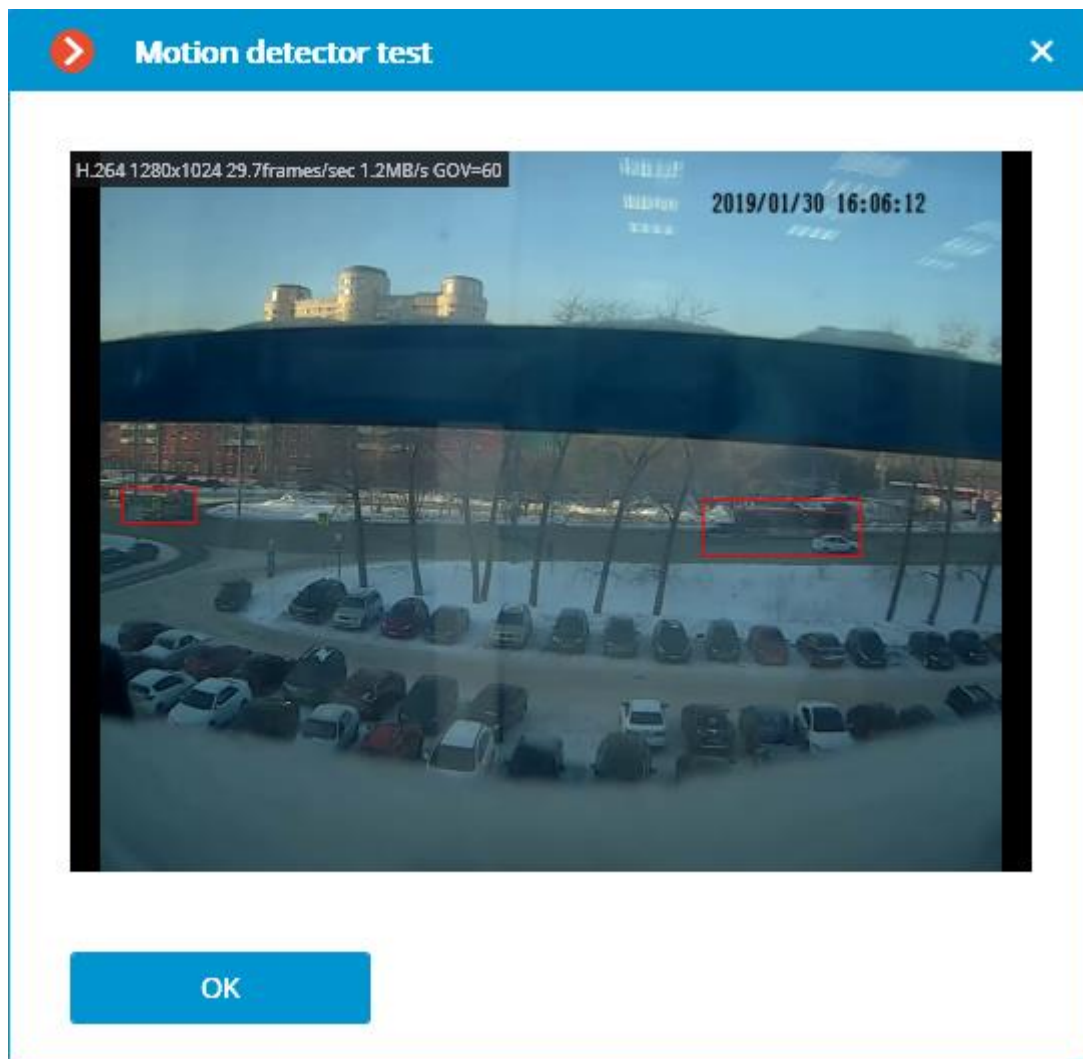 Motion detector test
H.264 1280x1024 29.7frames/sec 1.2MB/s GOV=60
2019/01/30 16:06:12
OK